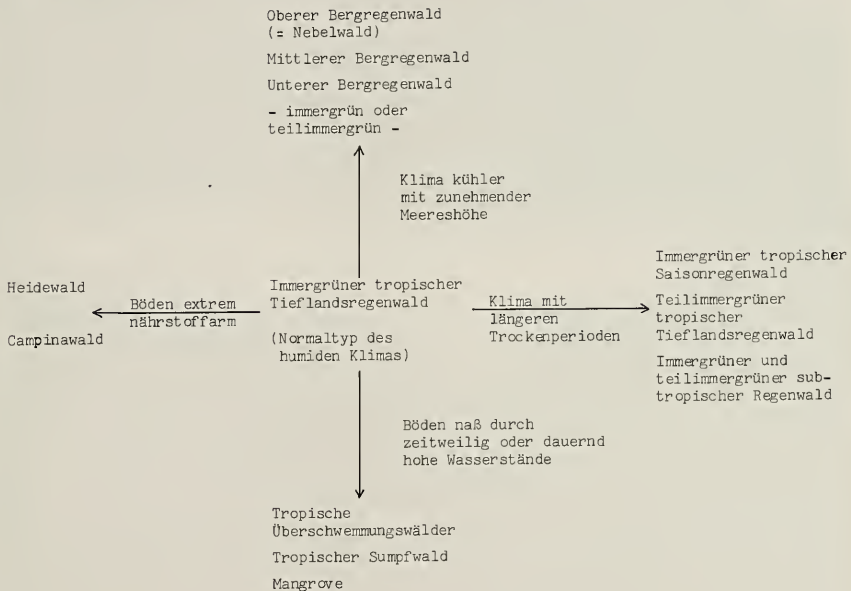 Oberer Bergregenwald
(= Nebelwald)
Mittlerer Bergregenwald
Unterer Bergregenwald
- immergrün oder
teilimmergrün -
Klima kühler
mit zunehmender
Meereshöhe
Heidewald
Campinawald
Böden extrem
nährstoffarm
Immergrüner tropischer
Tieflandsregenwald
(Normaltyp des
humiden Klimas)
Klima mit
längeren
Trockenperioden
Immergrüner tropischer
Saisonregenwald
Teilimmergrüner
tropischer
Tieflandsregenwald
Immergrüner und
teilimmergrüner sub-
tropischer Regenwald
Böden naß durch
zeitweilig oder dauernd
hohe Wasserstände
Tropische
Überschwemmungswälder
Tropischer Sumpfwald
Mangrove